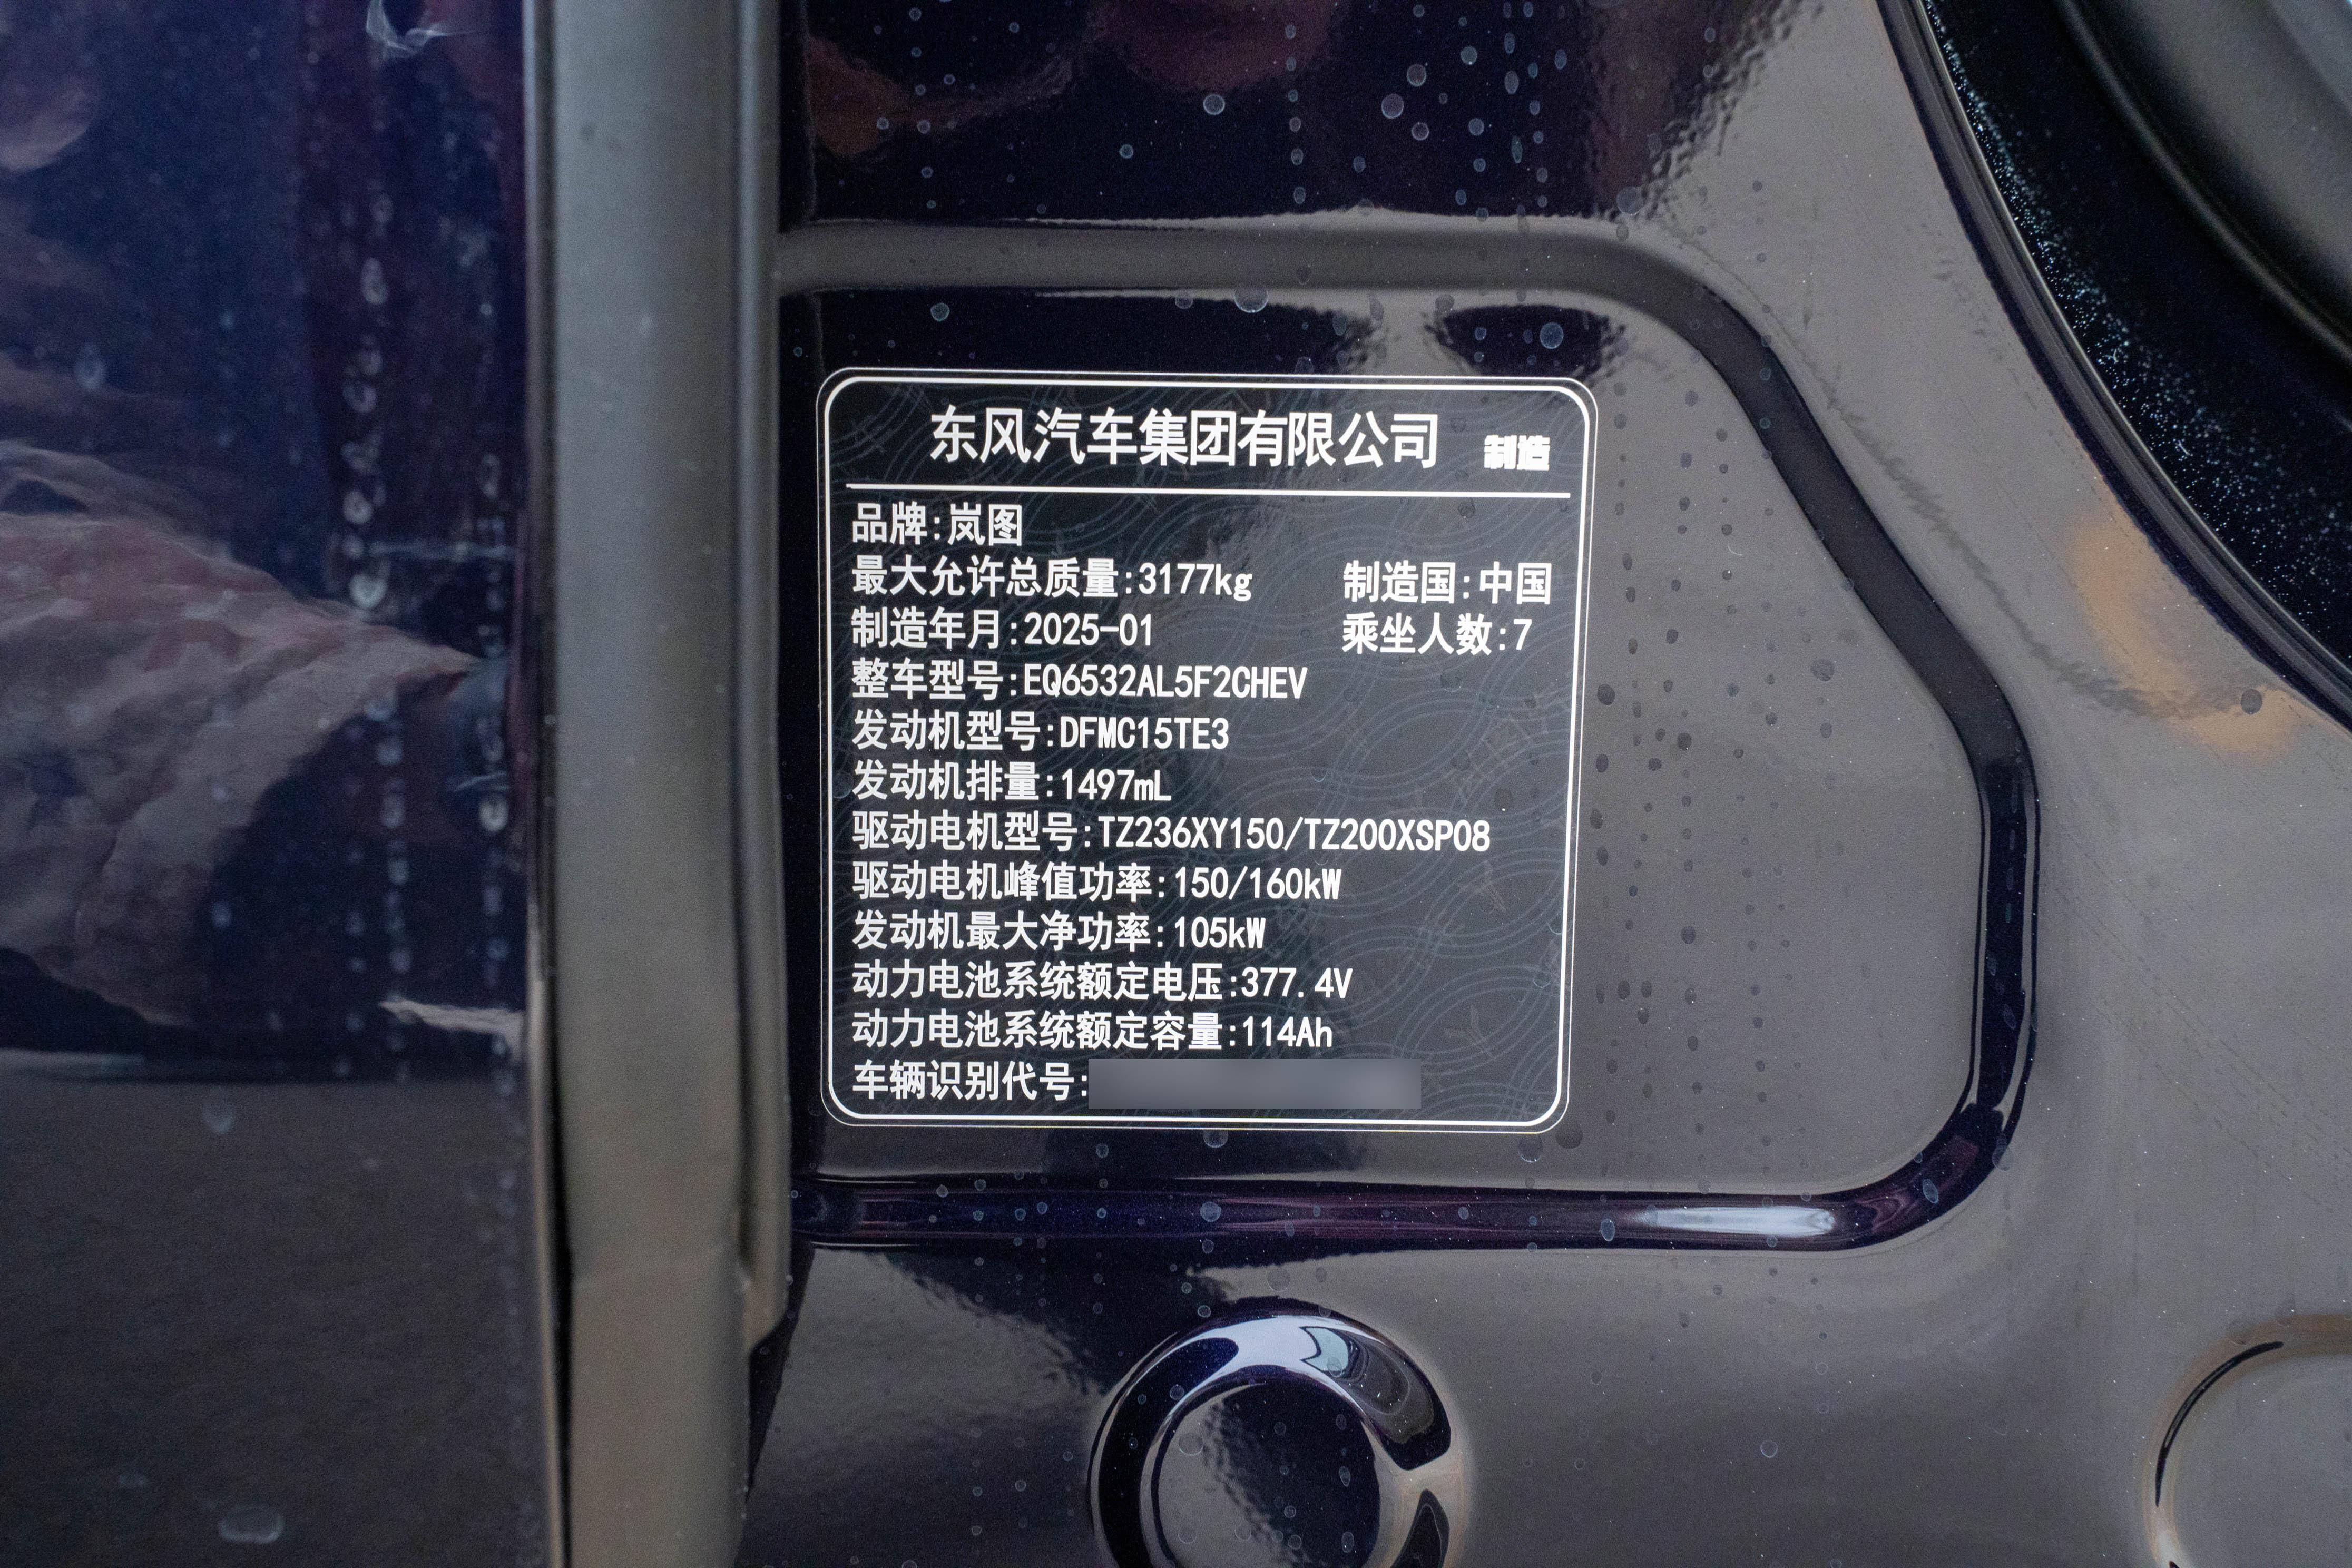 东风汽车集团有限公司 制造
品牌:岚图
最大允许总质量:3177kg 制造国:中国
制造年月:2025-01 乘坐人数:7
整车型号:EQ6532AL5F2CHEV
发动机型号:DFMC15TE3
发动机排量:1497mL
驱动电机型号:TZ236XY150/TZ200XSP08
驱动电机峰值功率:150/160kW
发动机最大净功率:105kW
动力电池系统额定电压:377.4V
动力电池系统额定容量:114Ah
车辆识别代号: